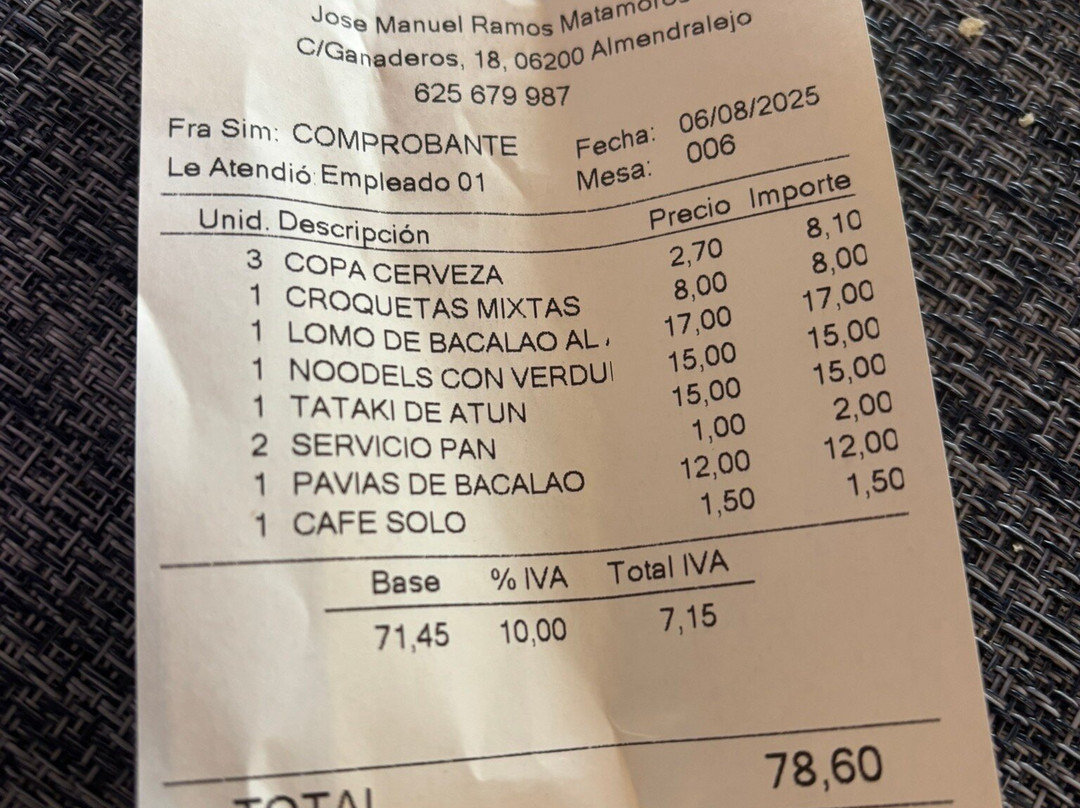 Jose Manuel Ramos Matamoros
C/Ganaderos, 18, 06200 Almendralejo
625 679 987
Fra Sim: COMPROBANTE Fecha: 06/08/2025
Le Atendió: Empleado 01 Mesa: 006
Unid. Descripción Precio Importe
3 COPA CERVEZA 2,70 8,10
1 CROQUETAS MIXTAS 8,00 8,00
1 LOMO DE BACALAO AL 17,00 17,00
1 NOODELS CON VERDU 15,00 15,00
1 TATAKI DE ATUN 15,00 15,00
2 SERVICIO PAN 1,00 2,00
1 PAVIAS DE BACALAO 12,00 12,00
1 CAFE SOLO 1,50 1,50
Base % IVA Total IVA
71,45 10,00 7,15
TOTAL 78,60